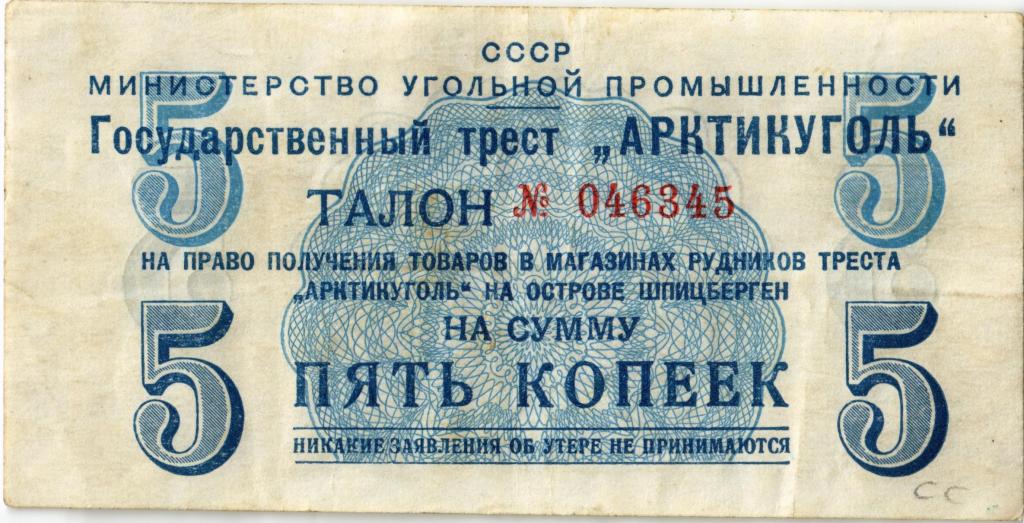 СССР
МИНИСТЕРСТВО УГОЛЬНОЙ ПРОМЫШЛЕННОСТИ
Государственный трест „АРКТИКУГОЛЬ“
5 5
ТАЛОН № 046345
НА ПРАВО ПОЛУЧЕНИЯ ТОВАРОВ В МАГАЗИНАХ РУДНИКОВ ТРЕСТА
„АРКТИКУГОЛЬ“ НА ОСТРОВЕ ШПИЦБЕРГЕН
НА СУММУ
5 ПЯТЬ КОПЕЕК 5
НИКАКИЕ ЗАЯВЛЕНИЯ ОБ УТЕРЕ НЕ ПРИНИМАЮТСЯ
СС